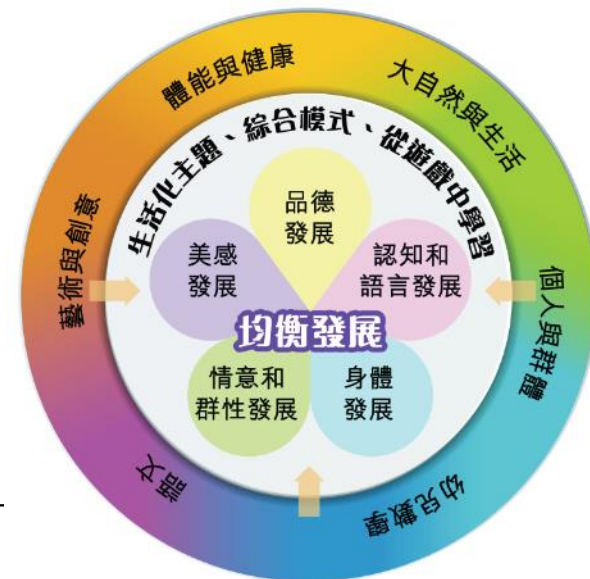 體能與健康
大自然與生活
個人與群體
幼兒數學
語文
藝術與創意
生活化主題、綜合模式、從遊戲中學習
品德
發展
認知和
語言發展
身體
發展
情意和
群性發展
美感
發展
均衡發展